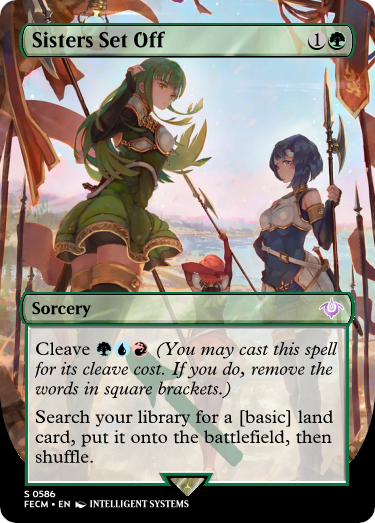 Sisters Set Off 1
Sorcery
Cleave (You may cast this spell
for its cleave cost. If you do, remove the
words in square brackets.)
Search your library for a [basic] land
card, put it onto the battlefield, then
shuffle.
S 0586
FECM • EN INTELLIGENT SYSTEMS